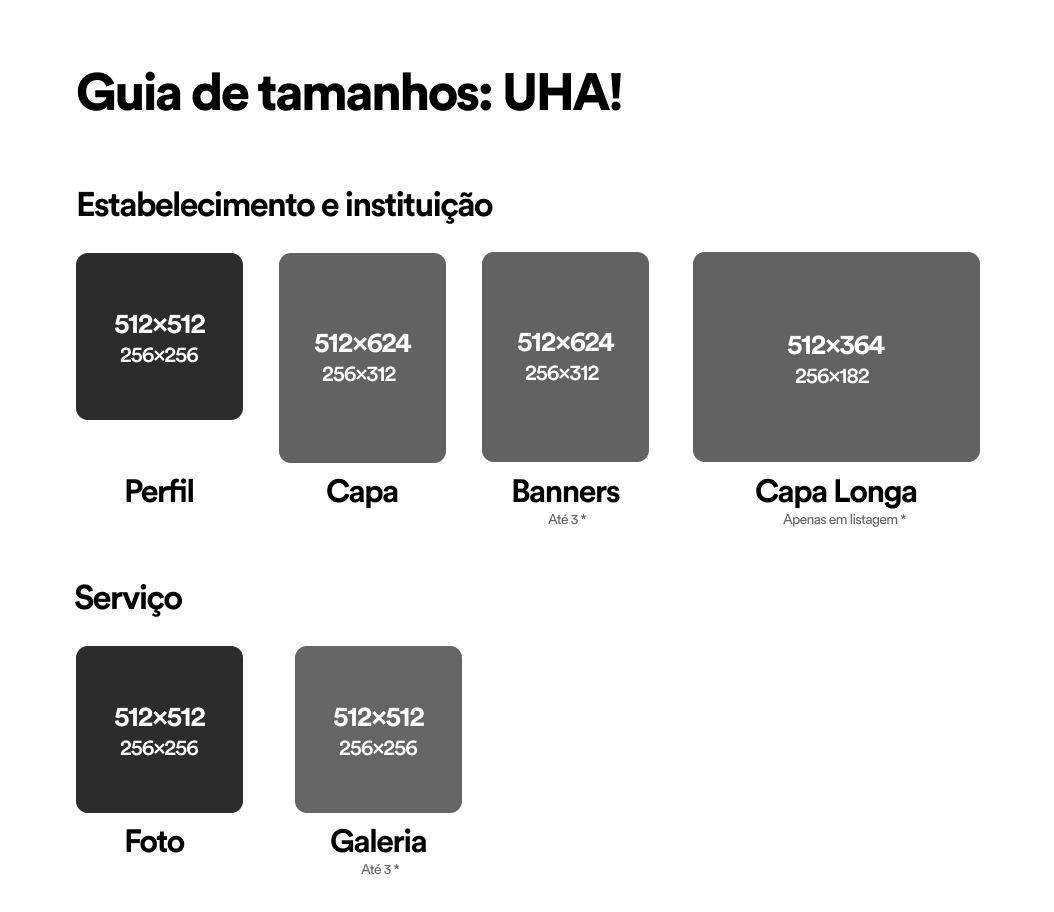 Guia de tamanhos: UHA!
Estabelecimento e instituição
512×512
256×256
Perfil
512×624
256×312
Capa
512×624
256×312
Banners
Até 3 *
512×364
256×182
Capa Longa
Apenas em listagem *
Serviço
512×512
256×256
Foto
512×512
256×256
Galeria
Até 3 *